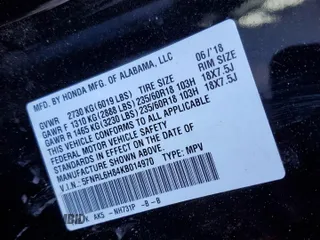 MFD. BY HONDA MFG. OF ALABAMA, LLC 06/18
GVWR 2730 KG (6019 LBS) TIRE SIZE RIM SIZE
GAWR F 1310 KG (2888 LBS) 235/60R18 103H 18X7.5J
GAWR R 1465 KG (3230 LBS) 235/60R18 103H 18X7.5J
THIS VEHICLE CONFORMS TO ALL APPLICABLE
FEDERAL MOTOR VEHICLE SAFETY STANDARDS
IN EFFECT ON THE DATE OF MANUFACTURE SHOWN ABOVE.
V.I.N.: 5FNRL6H84KB014970 TYPE: MPV
AK5 - NH731P -B -B